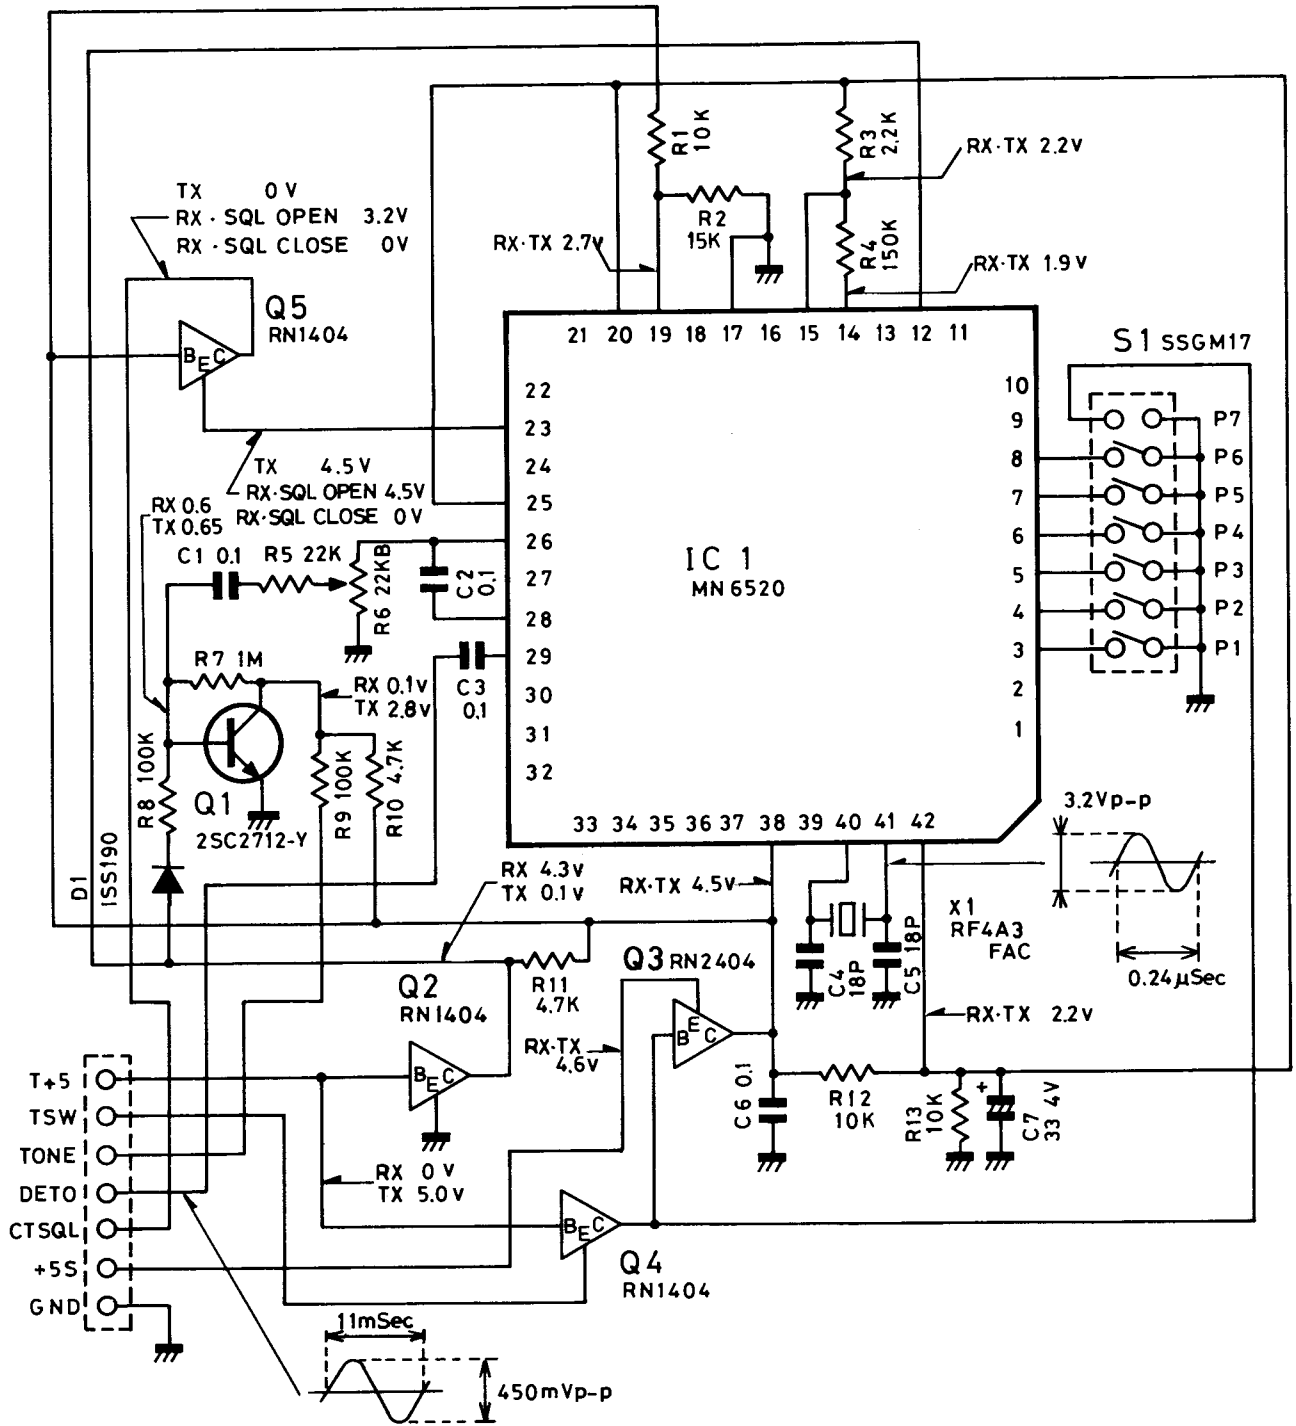 R1 10K
R3 2.2K
RX·TX 2.2V
TX 0V
RX·SQL OPEN 3.2V
RX·SQL CLOSE 0V
R2
15K
R4 150K
RX·TX 2.7V
RX·TX 1.9V
Q5
RN1404
B E C
21 20 19 18 17 16 15 14 13 12 11
S1 SSGM17
22
23
24
25
26
27
28
29
30
31
32
10
9
8
7
6
5
4
3
2
1
P7
P6
P5
P4
P3
P2
P1
TX 4.5V
RX·SQL OPEN 4.5V
RX·SQL CLOSE 0V
RX 0.6
TX 0.65
C1 0.1
R5 22K
R6 22KB
C2
0.1
IC 1
MN6520
C3
0.1
R7 1M
RX 0.1V
TX 2.8V
R8 100K
Q1
2SC2712-Y
R9 100K
R10 4.7K
33 34 35 36 37 38 39 40 41 42
3.2Vp-p
0.24μSec
D1
ISS190
RX 4.3V
TX 0.1V
RX·TX 4.5V
X1
RF4A3
FAC
C4
18P
C5 18P
Q3 RN2404
B E C
R11
4.7K
Q2
RN1404
B E C
RX·TX
4.6V
RX·TX 2.2V
C6 0.1
R12
10K
R13
10K
+
C7
33 4V
T+5
TSW
TONE
DETO
CTSQL
+5S
GND
RX 0V
TX 5.0V
B E C
Q4
RN1404
11mSec
450mVp-p